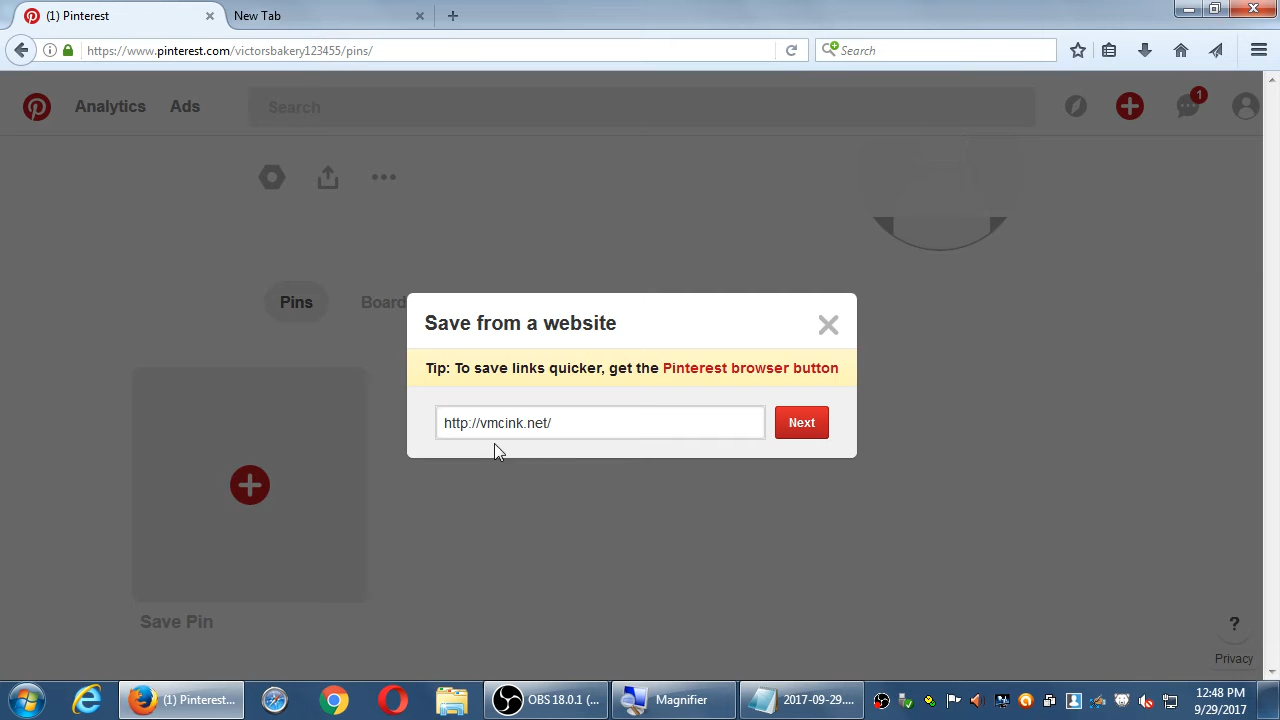 (1) Pinterest
New Tab
https://www.pinterest.com/victorsbakery123455/pins/
Search
Analytics
Ads
Search
1
Pins
Board
Save from a website
Tip: To save links quicker, get the Pinterest browser button
http://vmcink.net/
Next
Save Pin
?
Privacy
(1) Pinterest...
OBS 18.0.1 (...
Magnifier
2017-09-29....
12:48 PM
9/29/2017